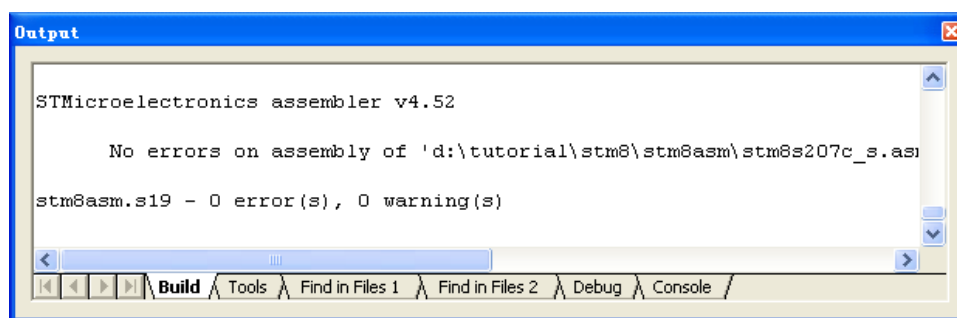 Output
STMicroelectronics assembler v4.52
No errors on assembly of 'd:\tutorial\stm8\stm8asm\stm8s207c_s.asm
stm8asm.s19 - 0 error(s), 0 warning(s)
Build Tools Find in Files 1 Find in Files 2 Debug Console